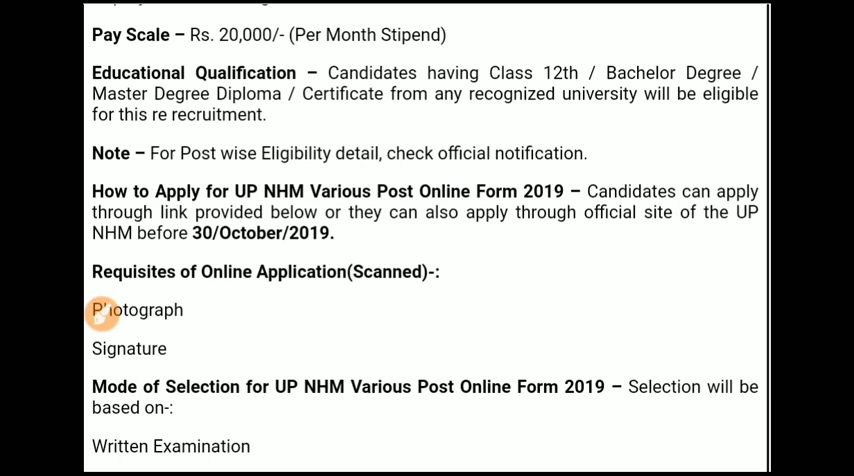 Pay Scale – Rs. 20,000/- (Per Month Stipend)
Educational Qualification – Candidates having Class 12th / Bachelor Degree /
Master Degree Diploma / Certificate from any recognized university will be eligible
for this re recruitment.
Note – For Post wise Eligibility detail, check official notification.
How to Apply for UP NHM Various Post Online Form 2019 – Candidates can apply
through link provided below or they can also apply through official site of the UP
NHM before 30/October/2019.
Requisites of Online Application(Scanned)-:
Photograph
Signature
Mode of Selection for UP NHM Various Post Online Form 2019 – Selection will be
based on-:
Written Examination